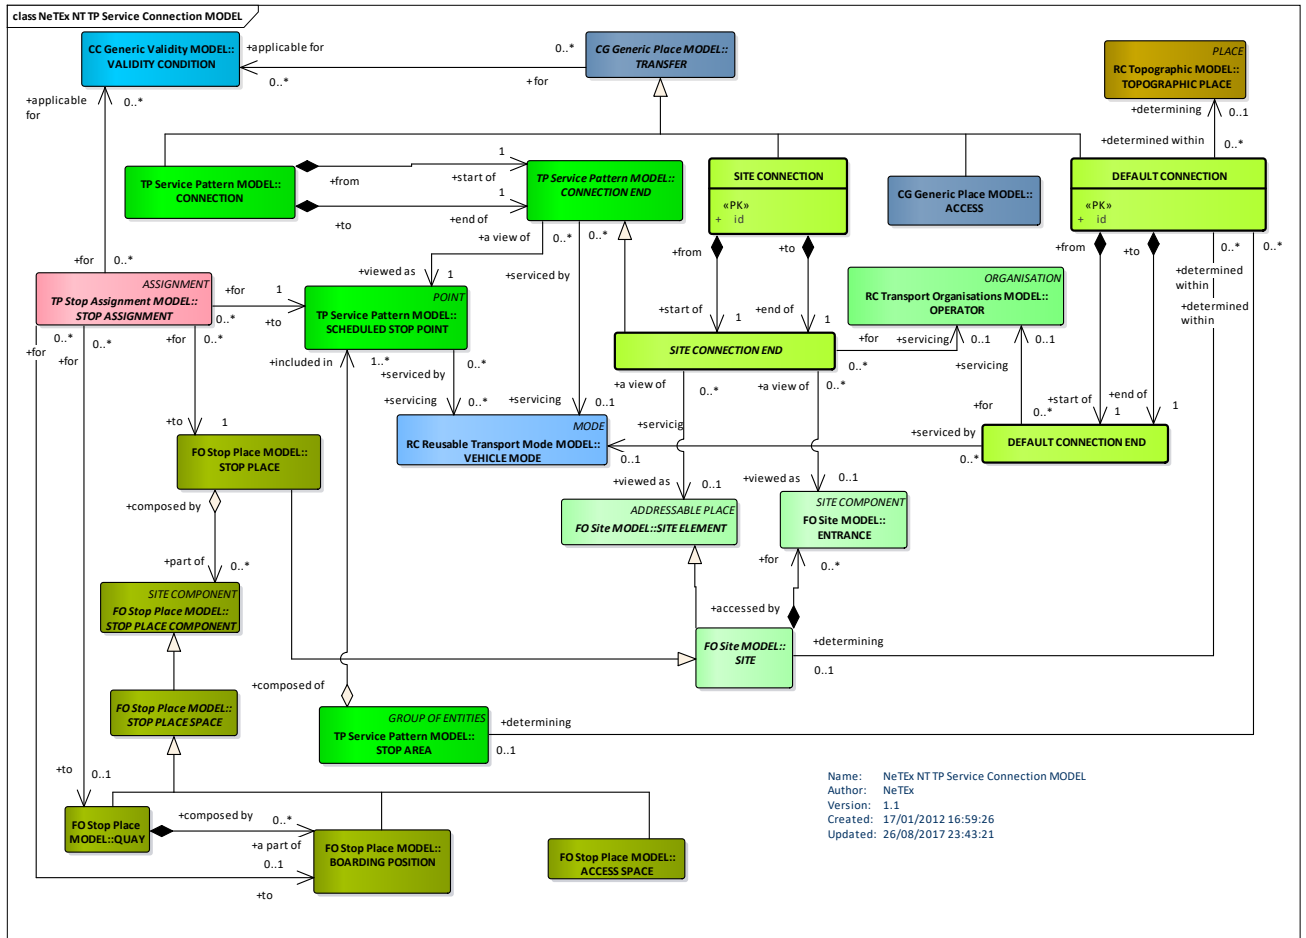 class NeTEx NT TP Service Connection MODEL
CC Generic Validity MODEL::
VALIDITY CONDITION
+applicable for
0..*
0..*
+for
CG Generic Place MODEL::
TRANSFER
PLACE
RC Topographic MODEL::
TOPOGRAPHIC PLACE
+applicable
for
0..*
+determining
0..1
+determined within
0..*
TP Service Pattern MODEL::
CONNECTION
+from
1
+start of
+to
1
+end of
TP Service Pattern MODEL::
CONNECTION END
SITE CONNECTION
«PK»
+ id
CG Generic Place MODEL::
ACCESS
DEFAULT CONNECTION
«PK»
+ id
+a view of
0..*
0..*
+from
+to
+from
+to
0..*
0..*
+for
0..*
+viewed as
1
+serviced by
+determined
within
+determined
within
ASSIGNMENT
TP Stop Assignment MODEL::
STOP ASSIGNMENT
+for
1
0..*
+to
POINT
TP Service Pattern MODEL::
SCHEDULED STOP POINT
ORGANISATION
RC Transport Organisations MODEL::
OPERATOR
+start of
1
+end of
1
0..*
0..*
+for
+for
+for
+included in
1..*
+serviced by
0..*
SITE CONNECTION END
+for
+servicing
0..1
0..1
0..*
+servicing
+a view of
0..*
+a view of
0..*
+servicing
0..*
+servicing
0..1
+for
0..*
+start of
1
+end of
1
+to
1
MODE
RC Reusable Transport Mode MODEL::
VEHICLE MODE
+servicig
0..1
+serviced by
0..*
DEFAULT CONNECTION END
FO Stop Place MODEL::
STOP PLACE
+composed by
+viewed as
0..1
+viewed as
0..1
ADDRESSABLE PLACE
FO Site MODEL::SITE ELEMENT
SITE COMPONENT
FO Site MODEL::
ENTRANCE
+part of
0..*
+for
0..*
SITE COMPONENT
FO Stop Place MODEL::
STOP PLACE COMPONENT
+accessed by
FO Site MODEL::
SITE
+determining
0..1
+composed of
FO Stop Place MODEL::
STOP PLACE SPACE
GROUP OF ENTITIES
TP Service Pattern MODEL::
STOP AREA
+determining
0..1
+to
0..1
FO Stop Place
MODEL::QUAY
+composed by
0..*
+a part of
0..1
+to
FO Stop Place MODEL::
BOARDING POSITION
FO Stop Place MODEL::
ACCESS SPACE
Name: NeTEx NT TP Service Connection MODEL
Author: NeTEx
Version: 1.1
Created: 17/01/2012 16:59:26
Updated: 26/08/2017 23:43:21